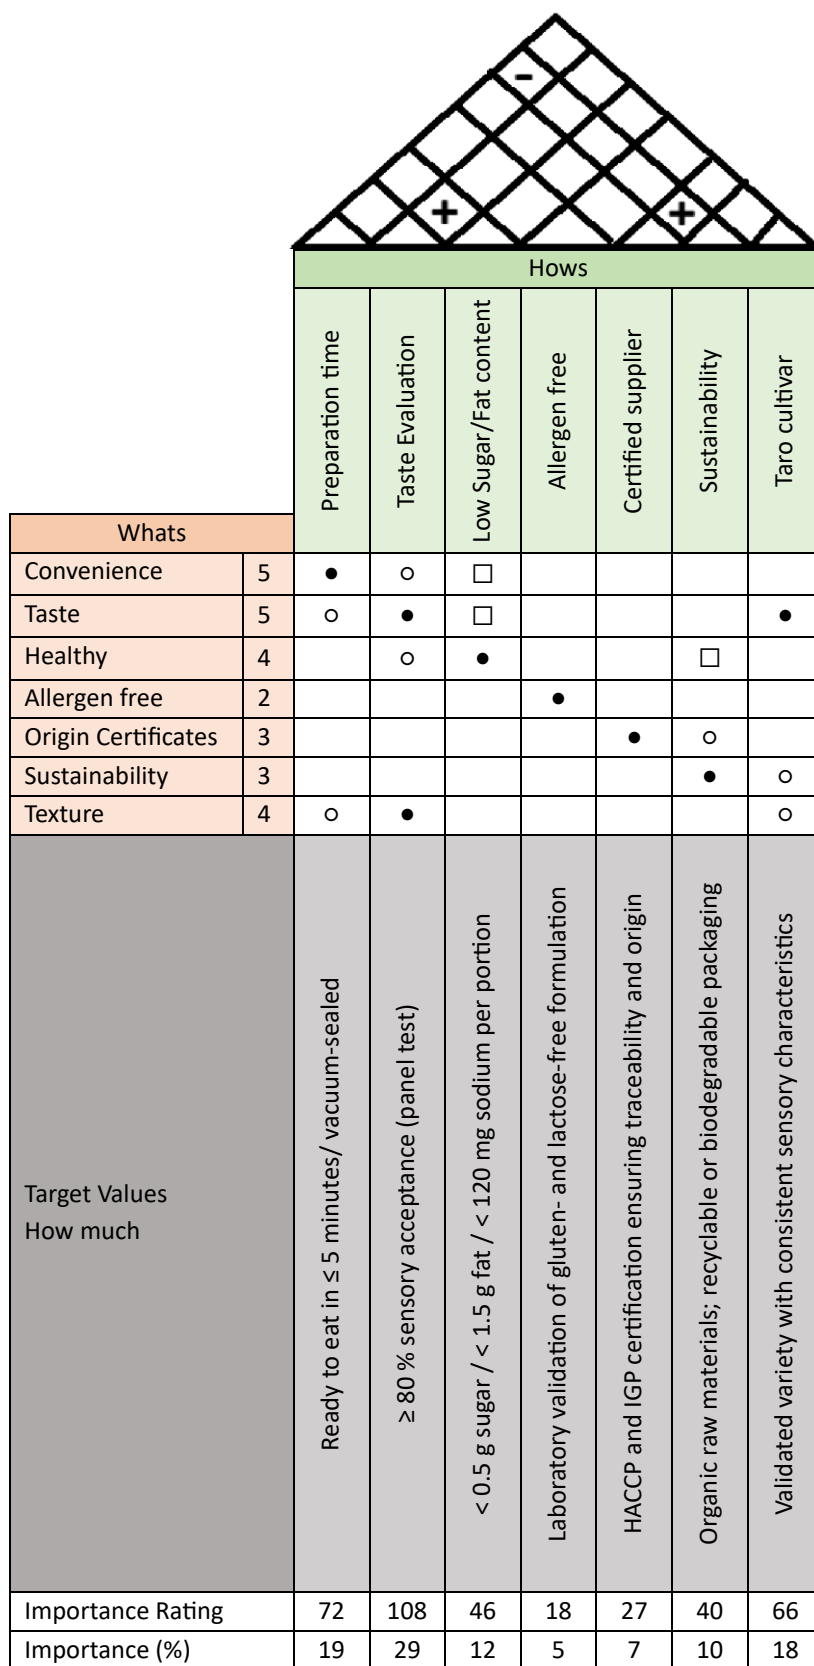 -
+ +
Hows
Preparation time
Taste Evaluation
Low Sugar/Fat content
Allergen free
Certified supplier
Sustainability
Taro cultivar
Whats
Convenience 5 ● ○ □
Taste 5 ○ ● □ ●
Healthy 4 ○ ● □
Allergen free 2 ●
Origin Certificates 3 ● ○
Sustainability 3 ● ○
Texture 4 ○ ● ○
Target Values
How much
Ready to eat in ≤ 5 minutes/ vacuum-sealed
≥ 80 % sensory acceptance (panel test)
< 0.5 g sugar / < 1.5 g fat / < 120 mg sodium per portion
Laboratory validation of gluten- and lactose-free formulation
HACCP and IGP certification ensuring traceability and origin
Organic raw materials; recyclable or biodegradable packaging
Validated variety with consistent sensory characteristics
Importance Rating 72 108 46 18 27 40 66
Importance (%) 19 29 12 5 7 10 18